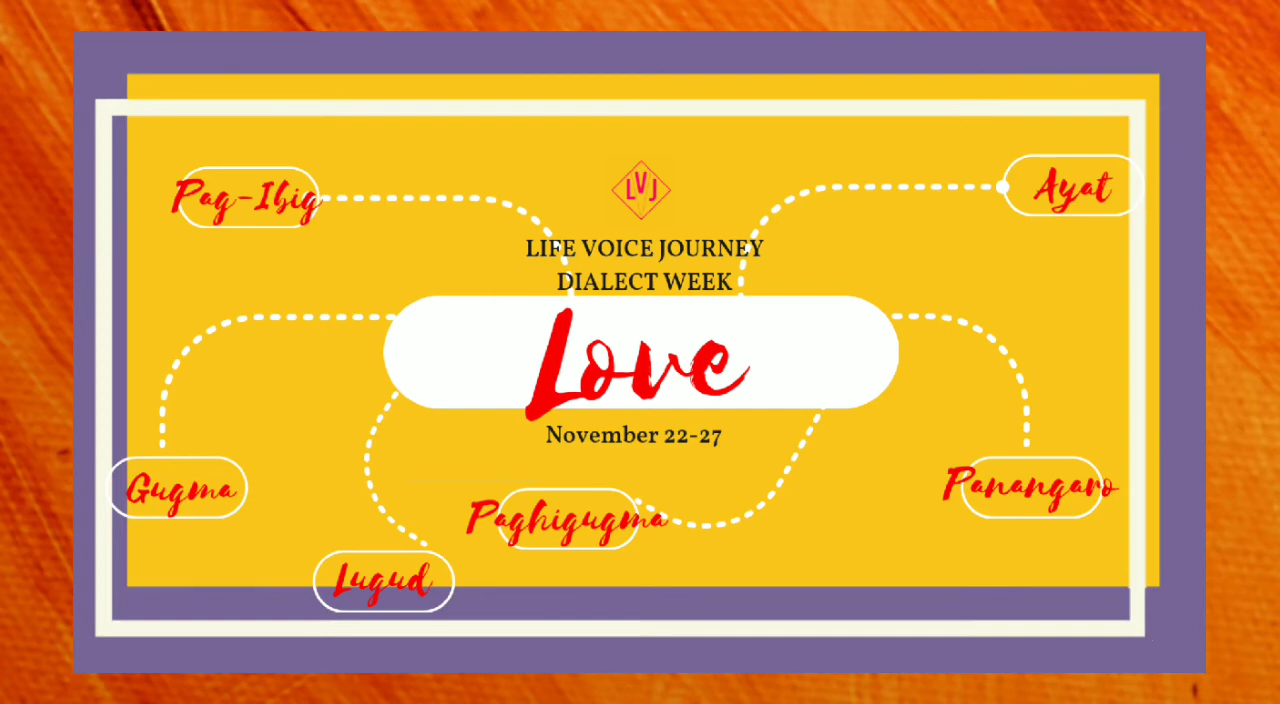 LVJ
LIFE VOICE JOURNEY
DIALECT WEEK
Love
November 22-27
Pag-Ibig
Ayat
Gugma
Panangaro
Paghigugma
Lugud